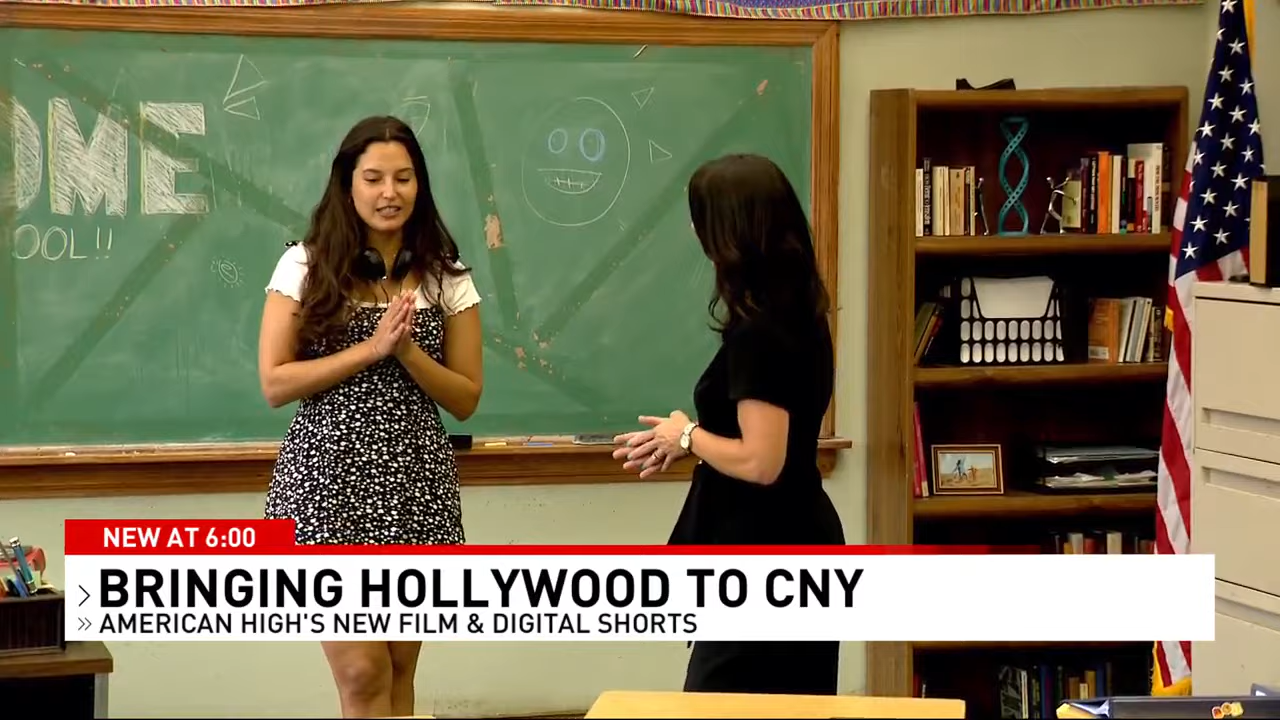 OME
OOL!!
NEW AT 6:00
BRINGING HOLLYWOOD TO CNY
AMERICAN HIGH'S NEW FILM & DIGITAL SHORTS